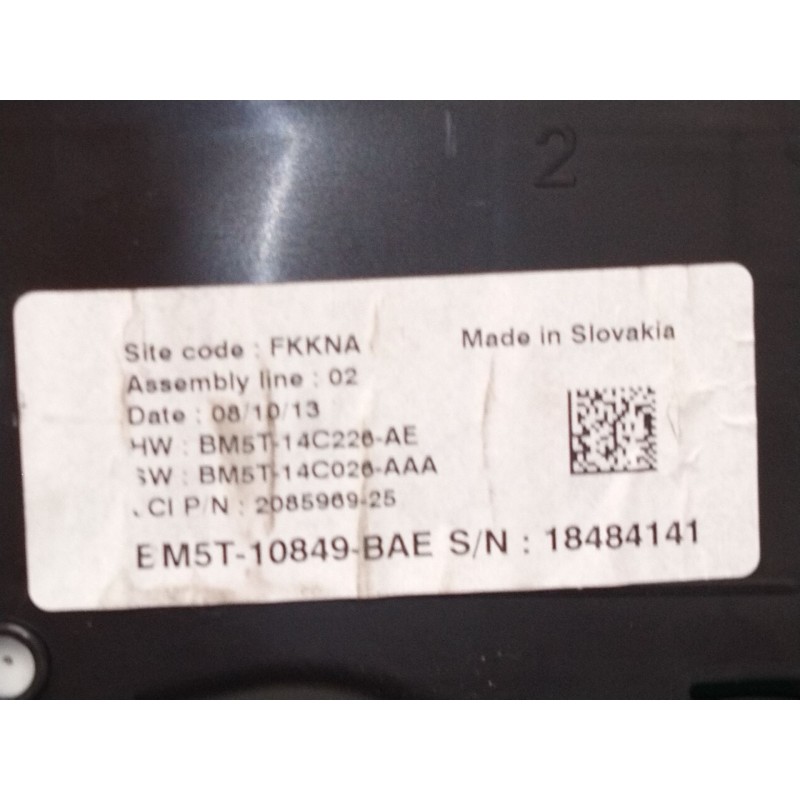 2
Site code : FKKNA
Made in Slovakia
Assembly line : 02
Date : 08/10/13
HW : BM5T-14C226-AE
SW : BM5T-14C026-AAA
JCI P/N : 2085969-25
EM5T-10849-BAE S/N : 18484141